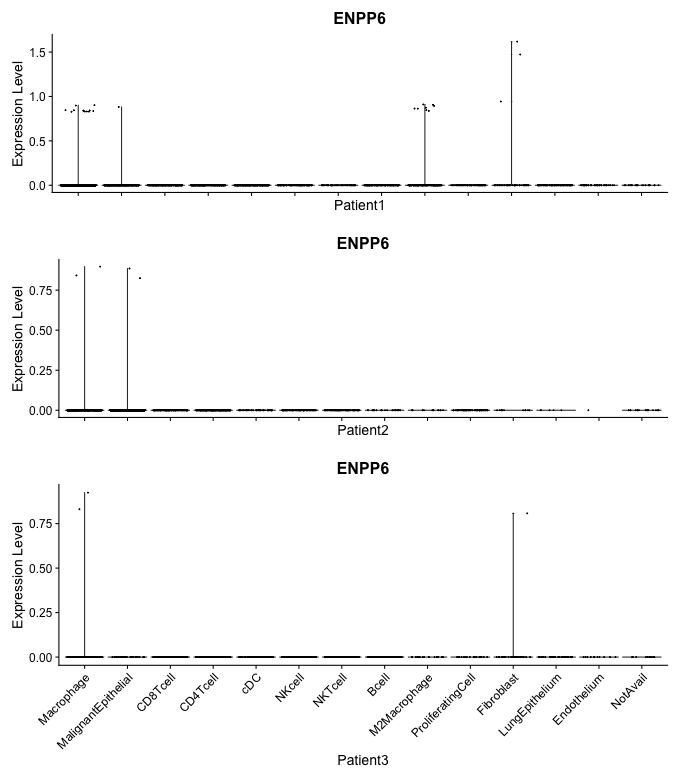 ENPP6
Expression Level
1.5
1.0
0.5
0.0
Patient1
ENPP6
Expression Level
0.75
0.50
0.25
0.00
Patient2
ENPP6
Expression Level
0.75
0.50
0.25
0.00
Macrophage
MalignantEpithelial
CD8Tcell
CD4Tcell
cDC
NKcell
NKTcell
Bcell
M2Macrophage
ProliferatingCell
Fibroblast
LungEpithelium
Endothelium
NotAvail
Patient3